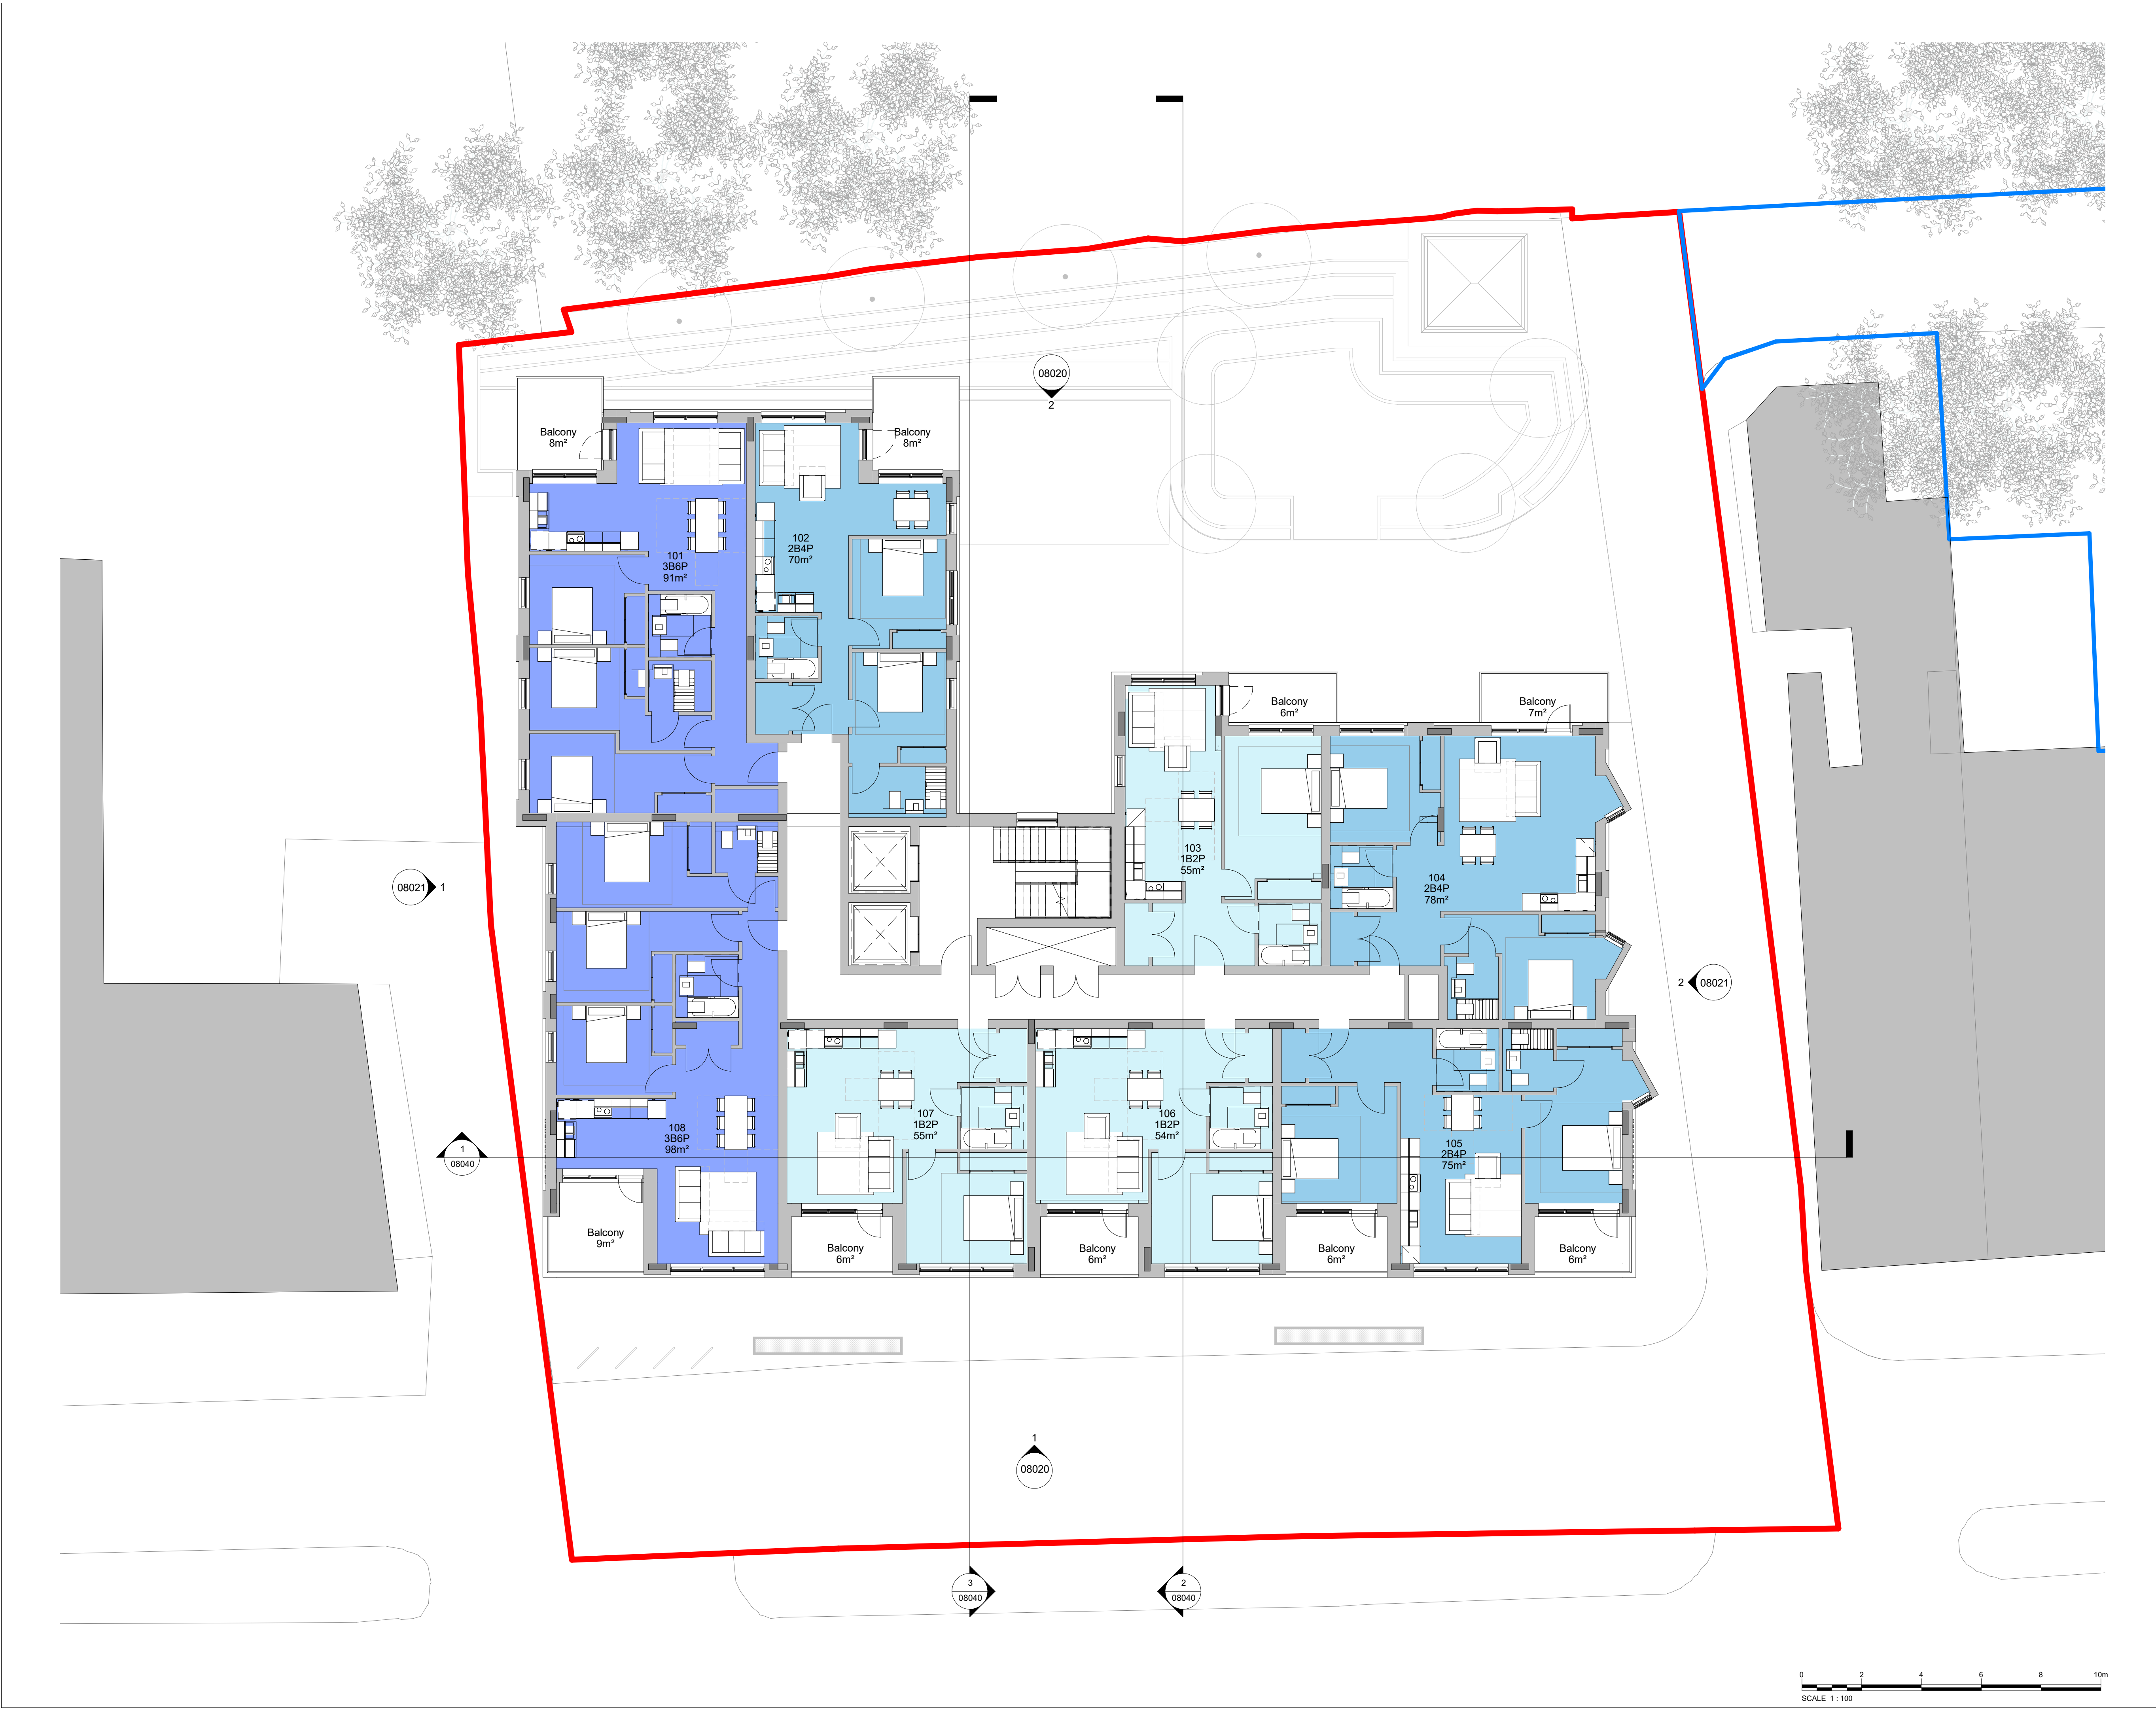 08020
2
Balcony
8m²
Balcony
8m²
101
3B6P
91m²
102
2B4P
70m²
Balcony
6m²
Balcony
7m²
103
1B2P
55m²
104
2B4P
78m²
08021
1
2
08021
107
1B2P
55m²
106
1B2P
54m²
108
3B6P
98m²
105
2B4P
75m²
1
08040
Balcony
9m²
Balcony
6m²
Balcony
6m²
Balcony
6m²
Balcony
6m²
1
08020
3
08040
2
08040
0 2 4 6 8 10m
SCALE 1 : 100